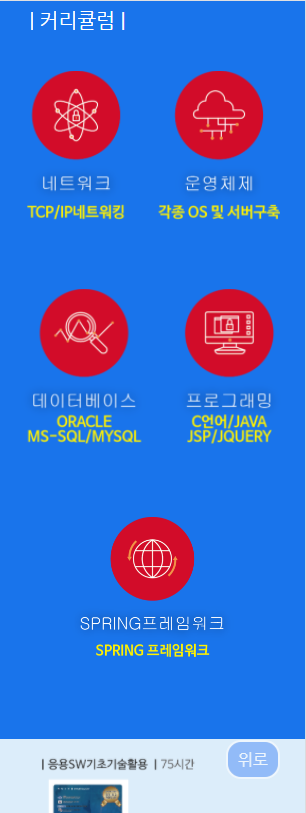 | 커리큘럼 |
네트워크
TCP/IP네트워킹
운영체제
각종 OS 및 서버구축
데이터베이스
ORACLE
MS-SQL/MYSQL
프로그래밍
C언어/JAVA
JSP/JQUERY
SPRING프레임워크
SPRING 프레임워크
| 응용SW기초기술활용 | 75시간
위로